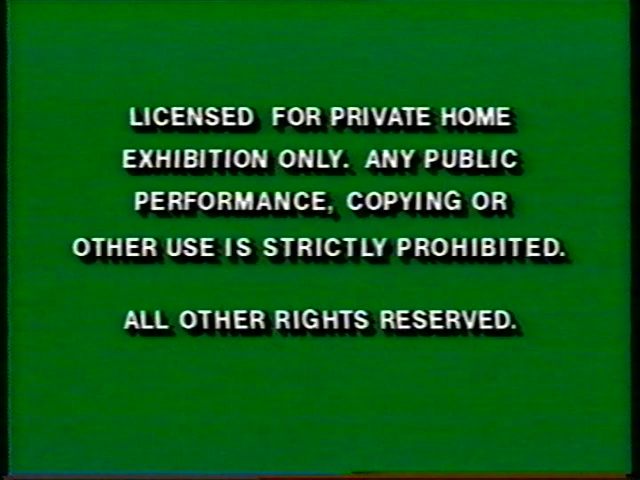 LICENSED FOR PRIVATE HOME
EXHIBITION ONLY. ANY PUBLIC
PERFORMANCE, COPYING OR
OTHER USE IS STRICTLY PROHIBITED.
ALL OTHER RIGHTS RESERVED.